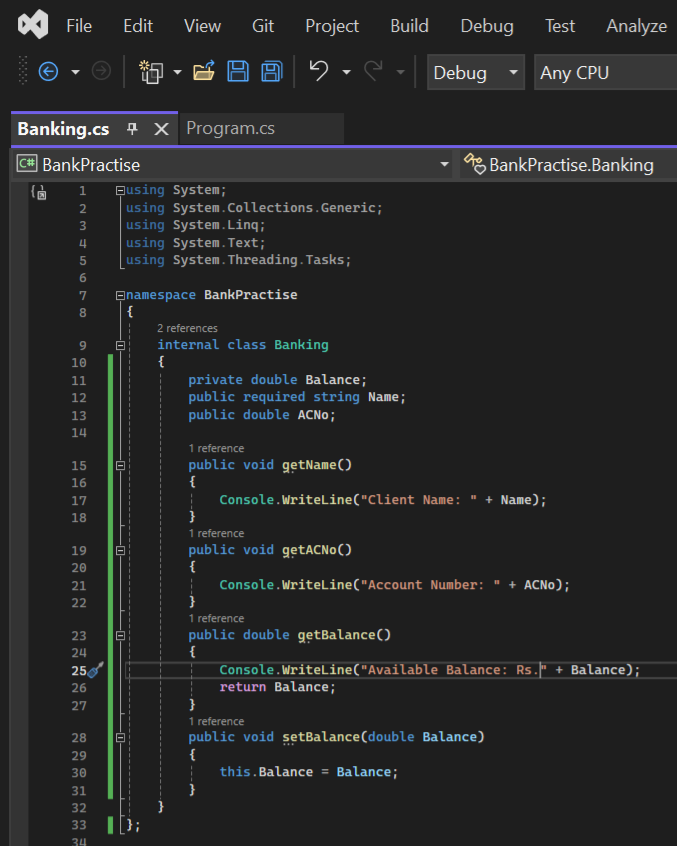 File Edit View Git Project Build Debug Test Analyze
Debug Any CPU
Banking.cs Program.cs
C# BankPractise BankPractise.Banking
1 using System;
2 using System.Collections.Generic;
3 using System.Linq;
4 using System.Text;
5 using System.Threading.Tasks;
6
7 namespace BankPractise
8 {
2 references
9 internal class Banking
10 {
11 private double Balance;
12 public required string Name;
13 public double ACNo;
14
1 reference
15 public void getName()
16 {
17 Console.WriteLine("Client Name: " + Name);
18 }
1 reference
19 public void getACNo()
20 {
21 Console.WriteLine("Account Number: " + ACNo);
22 }
1 reference
23 public double getBalance()
24 {
25 Console.WriteLine("Available Balance: Rs." + Balance);
26 return Balance;
27 }
1 reference
28 public void setBalance(double Balance)
29 {
30 this.Balance = Balance;
31 }
32 }
33 };
34